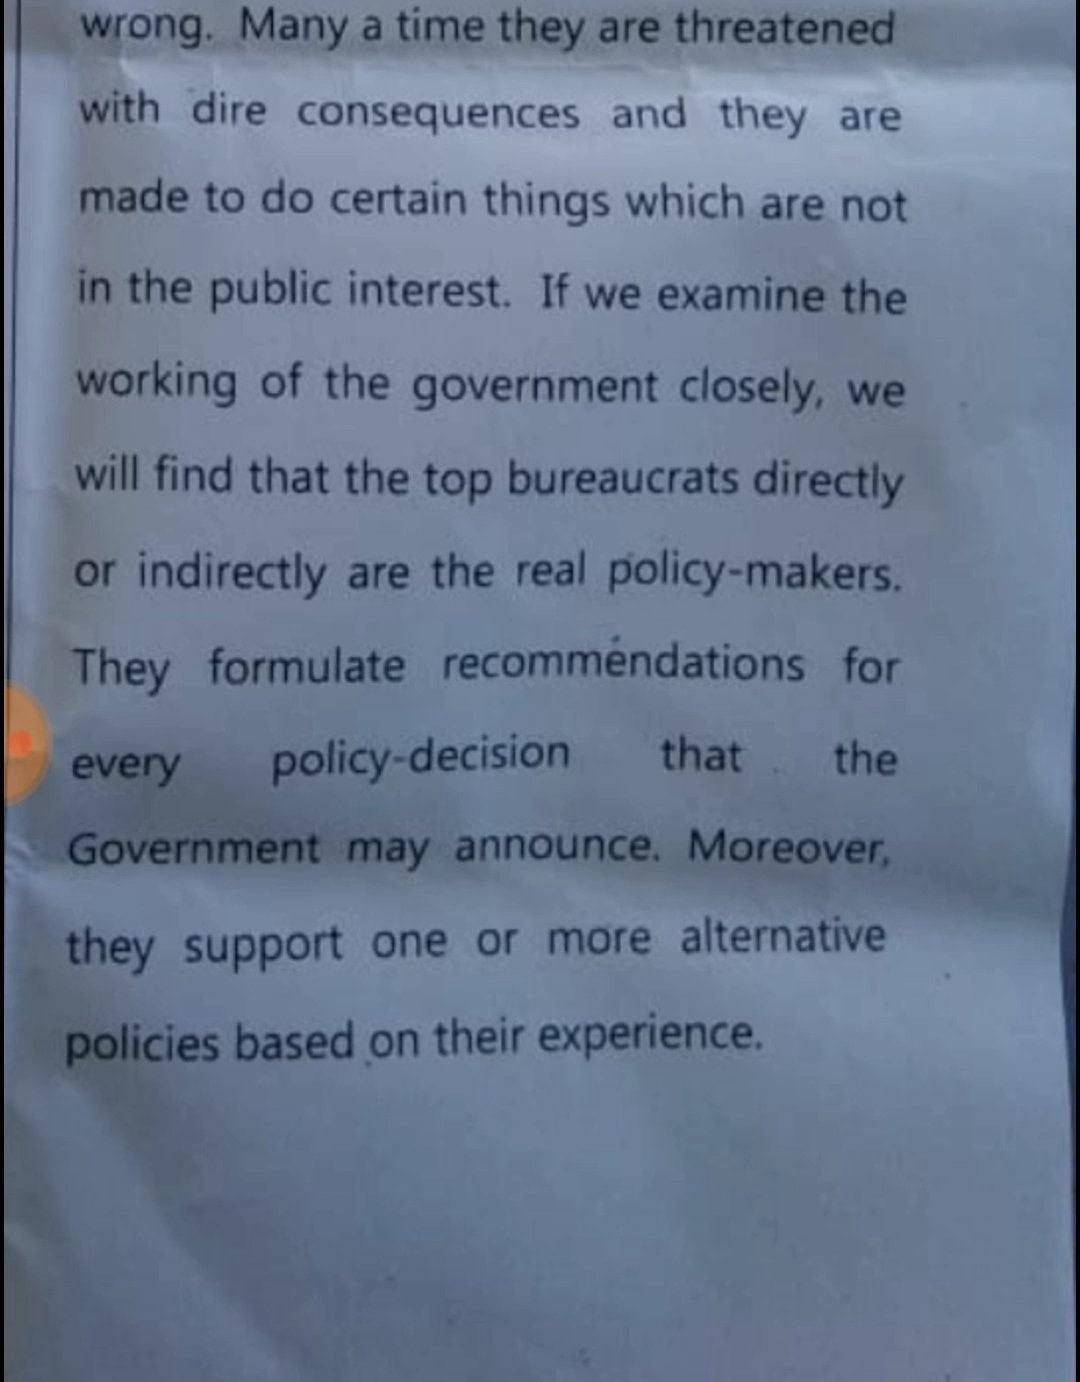 wrong. Many a time they are threatened
with dire consequences and they are
made to do certain things which are not
in the public interest. If we examine the
working of the government closely, we
will find that the top bureaucrats directly
or indirectly are the real policy-makers.
They formulate recommendations for
every policy-decision that the
Government may announce. Moreover,
they support one or more alternative
policies based on their experience.